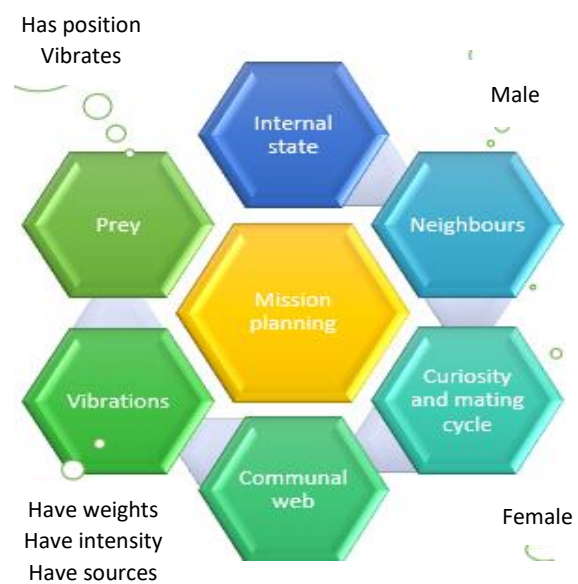 Has position
Vibrates
Male
Internal
state
Prey
Neighbours
Mission
planning
Vibrations
Curiosity
and mating
cycle
Communal
web
Have weights
Have intensity
Have sources
Female